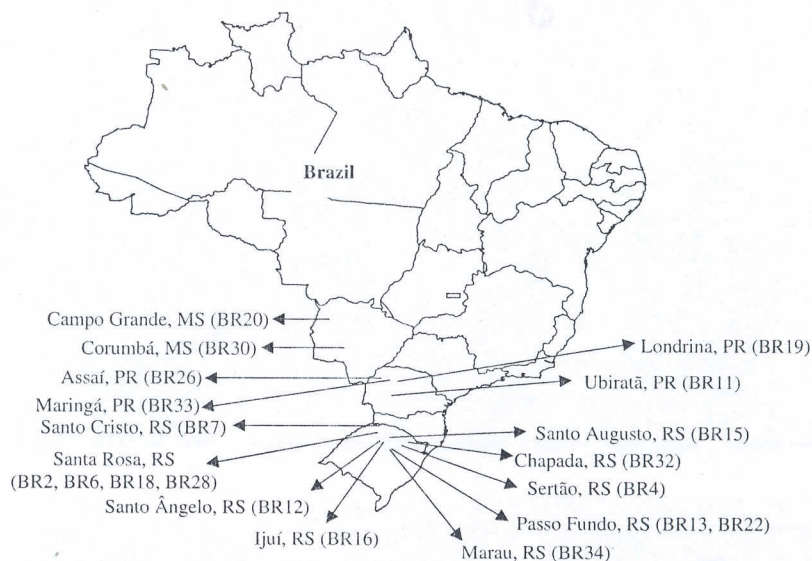 Brazil
Campo Grande, MS (BR20)
Corumbá, MS (BR30)
Assaí, PR (BR26)
Maringá, PR (BR33)
Santo Cristo, RS (BR7)
Santa Rosa, RS
(BR2, BR6, BR18, BR28)
Santo Ângelo, RS (BR12)
Ijuí, RS (BR16)
Londrina, PR (BR19)
Ubiratã, PR (BR11)
Santo Augusto, RS (BR15)
Chapada, RS (BR32)
Sertão, RS (BR4)
Passo Fundo, RS (BR13, BR22)
Marau, RS (BR34)